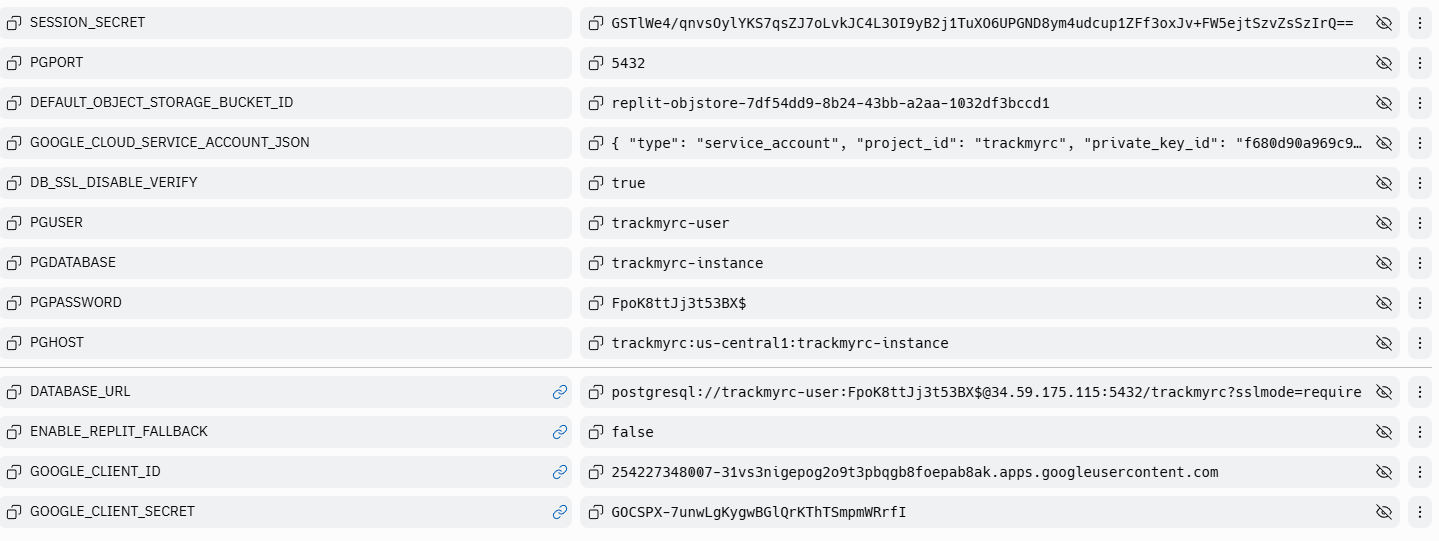 SESSION_SECRET GSTlWe4/qnvsOylYKS7qsZJ7oLvkJC4L3OI9yB2j1TuXO6UPGND8ym4udcup1ZFf3oxJv+FW5ejtSzvZsSzIrQ==
PGPORT 5432
DEFAULT_OBJECT_STORAGE_BUCKET_ID replit-objstore-7df54dd9-8b24-43bb-a2aa-1032df3bccd1
GOOGLE_CLOUD_SERVICE_ACCOUNT_JSON { "type": "service_account", "project_id": "trackmyrc", "private_key_id": "f680d90a969c9…
DB_SSL_DISABLE_VERIFY true
PGUSER trackmyrc-user
PGDATABASE trackmyrc-instance
PGPASSWORD FpoK8ttJj3t53BX$
PGHOST trackmyrc:us-central1:trackmyrc-instance
DATABASE_URL postgresql://trackmyrc-user:FpoK8ttJj3t53BX$@34.59.175.115:5432/trackmyrc?sslmode=require
ENABLE_REPLIT_FALLBACK false
GOOGLE_CLIENT_ID 254227348007-31vs3nigepog2o9t3pbqgb8foepab8ak.apps.googleusercontent.com
GOOGLE_CLIENT_SECRET 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